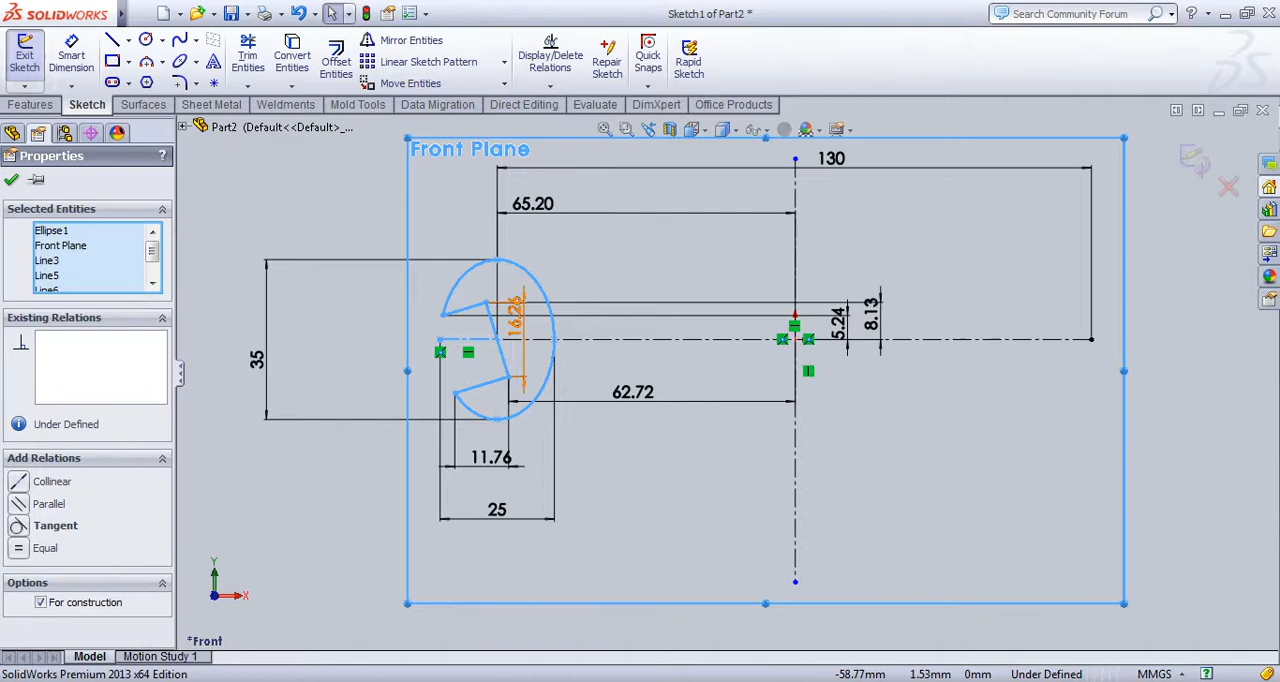 SOLIDWORKS
Sketch1 of Part2 *
Search Community Forum
Exit Sketch
Smart Dimension
Trim Entities
Convert Entities
Offset Entities
Mirror Entities
Linear Sketch Pattern
Move Entities
Display/Delete Relations
Repair Sketch
Quick Snaps
Rapid Sketch
Features
Sketch
Surfaces
Sheet Metal
Weldments
Mold Tools
Data Migration
Direct Editing
Evaluate
DimXpert
Office Products
Part2 (Default<<Default>_...
Properties
?
Selected Entities
Ellipse1
Front Plane
Line3
Line5
Existing Relations
Under Defined
Add Relations
Collinear
Parallel
Tangent
Equal
Options
For construction
Front Plane
130
65.20
35
16.26
5.24
8.13
62.72
11.76
25
Y
X
*Front
Model
Motion Study 1
SolidWorks Premium 2013 x64 Edition
-58.77mm
1.53mm
0mm
Under Defined
MMGS
?